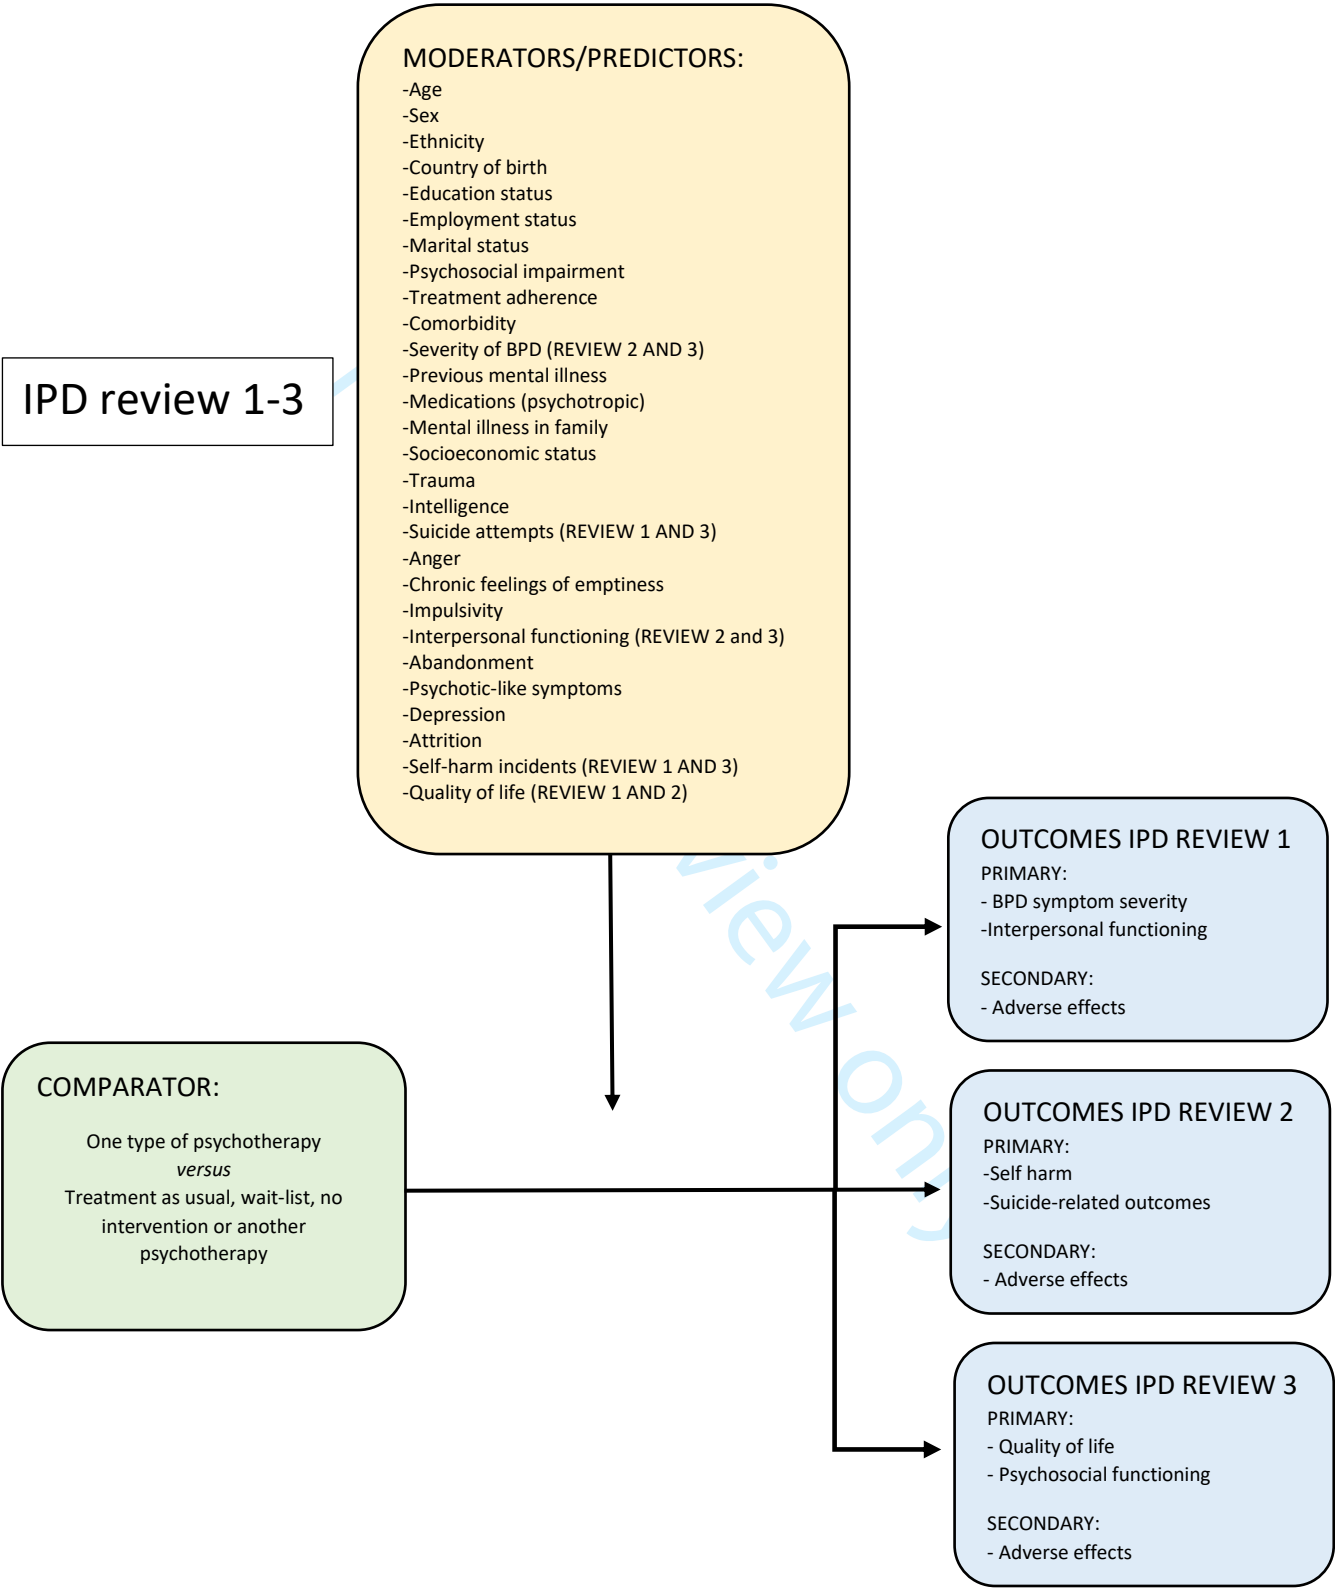 MODERATORS/PREDICTORS:
-Age
-Sex
-Ethnicity
-Country of birth
-Education status
-Employment status
-Marital status
-Psychosocial impairment
-Treatment adherence
-Comorbidity
-Severity of BPD (REVIEW 2 AND 3)
-Previous mental illness
-Medications (psychotropic)
-Mental illness in family
-Socioeconomic status
-Trauma
-Intelligence
-Suicide attempts (REVIEW 1 AND 3)
-Anger
-Chronic feelings of emptiness
-Impulsivity
-Interpersonal functioning (REVIEW 2 and 3)
-Abandonment
-Psychotic-like symptoms
-Depression
-Attrition
-Self-harm incidents (REVIEW 1 AND 3)
-Quality of life (REVIEW 1 AND 2)
IPD review 1-3
COMPARATOR:
One type of psychotherapy
versus
Treatment as usual, wait-list, no
intervention or another
psychotherapy
OUTCOMES IPD REVIEW 1
PRIMARY:
- BPD symptom severity
-Interpersonal functioning
SECONDARY:
- Adverse effects
OUTCOMES IPD REVIEW 2
PRIMARY:
-Self harm
-Suicide-related outcomes
SECONDARY:
- Adverse effects
OUTCOMES IPD REVIEW 3
PRIMARY:
- Quality of life
- Psychosocial functioning
SECONDARY:
- Adverse effects